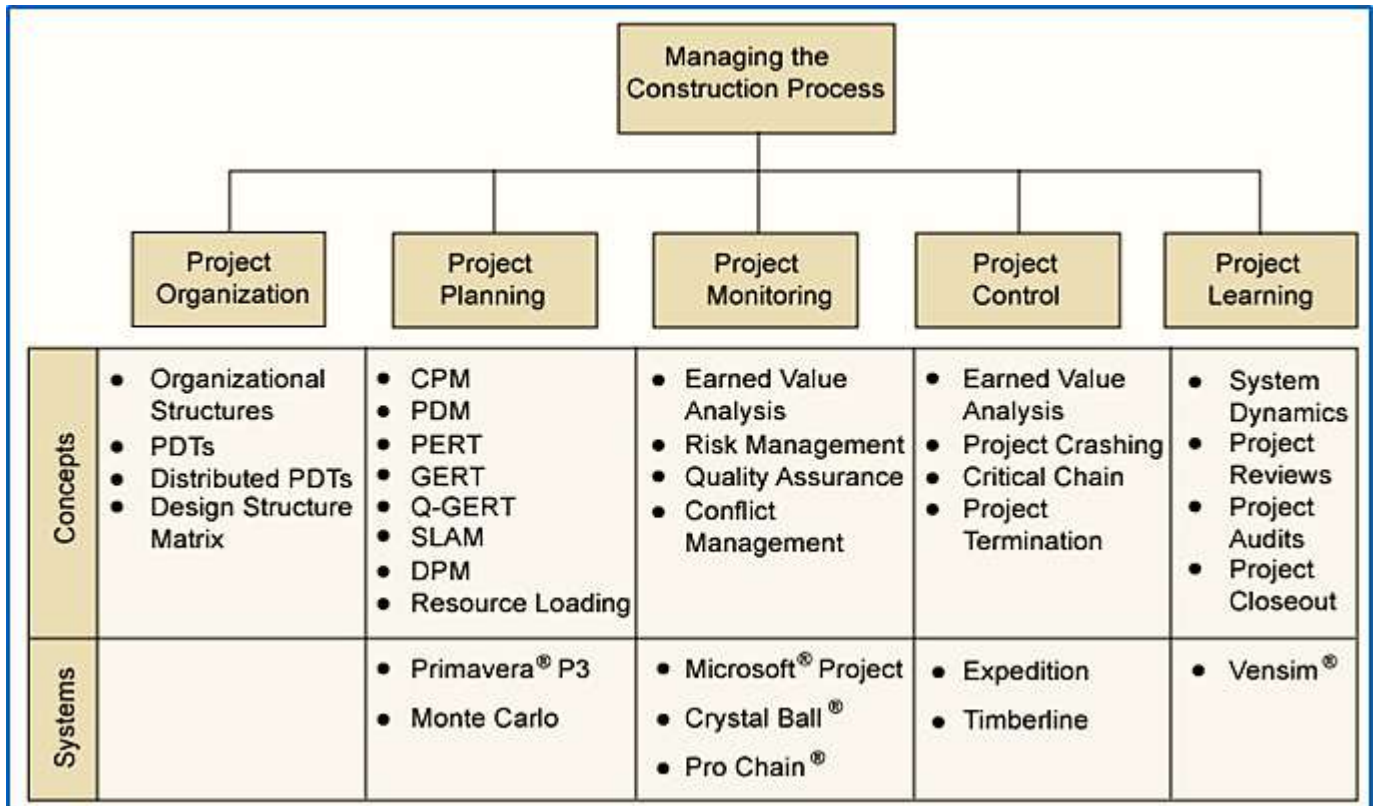 Managing the
Construction Process
Project
Organization
Project
Planning
Project
Monitoring
Project
Control
Project
Learning
Concepts
● Organizational
Structures
● PDTs
● Distributed PDTs
● Design Structure
Matrix
● CPM
● PDM
● PERT
● GERT
● Q-GERT
● SLAM
● DPM
● Resource Loading
● Earned Value
Analysis
● Risk Management
● Quality Assurance
● Conflict
Management
● Earned Value
Analysis
● Project Crashing
● Critical Chain
● Project
Termination
● System
Dynamics
● Project
Reviews
● Project
Audits
● Project
Closeout
Systems
● Primavera® P3
● Monte Carlo
● Microsoft® Project
● Crystal Ball ®
● Pro Chain ®
● Expedition
● Timberline
● Vensim ®